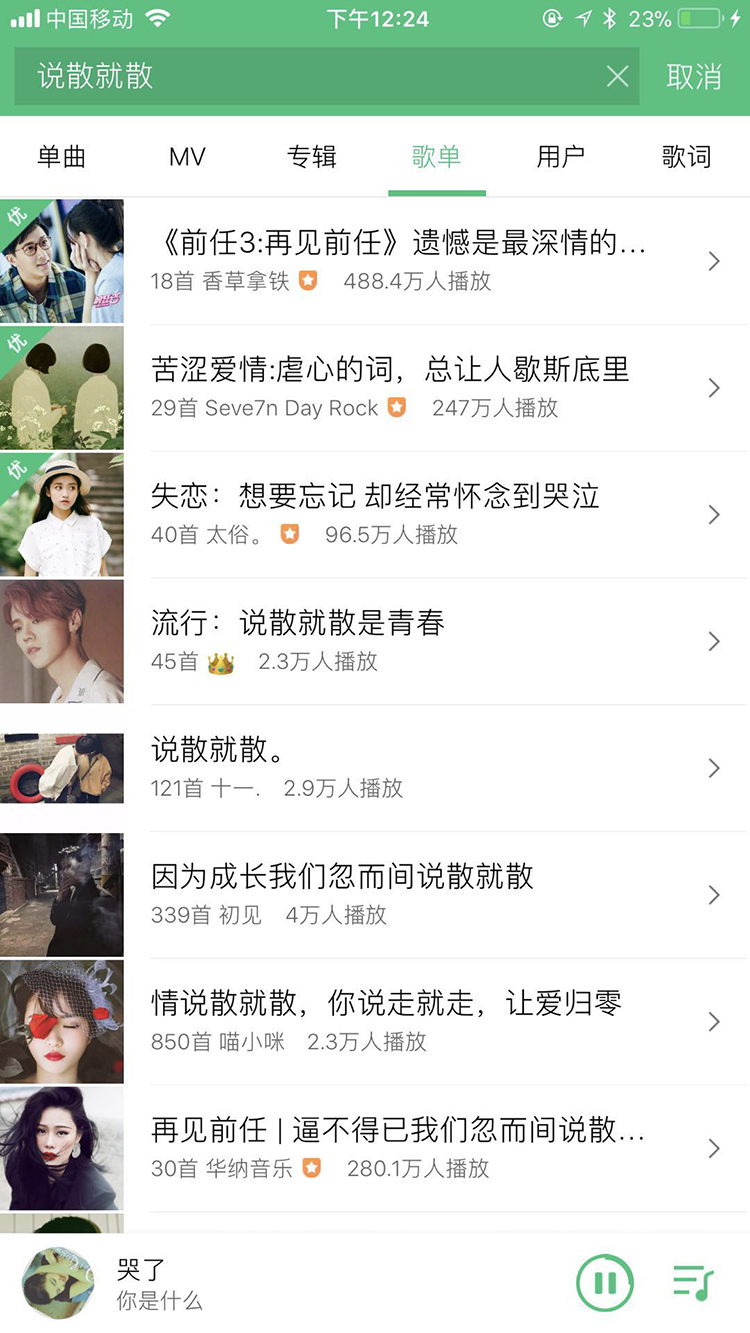 中国移动 下午12:24 23%
说散就散 取消
单曲 MV 专辑 歌单 用户 歌词
优
《前任3:再见前任》遗憾是最深情的...
18首 香草拿铁 488.4万人播放
优
苦涩爱情:虐心的词，总让人歇斯底里
29首 Seve7n Day Rock 247万人播放
优
失恋：想要忘记 却经常怀念到哭泣
40首 太俗。 96.5万人播放
流行：说散就散是青春
45首 👑 2.3万人播放
说散就散。
121首 十一. 2.9万人播放
因为成长我们忽而间说散就散
339首 初见 4万人播放
情说散就散，你说走就走，让爱归零
850首 喵小咪 2.3万人播放
再见前任 | 逼不得已我们忽而间说散...
30首 华纳音乐 280.1万人播放
哭了
你是什么